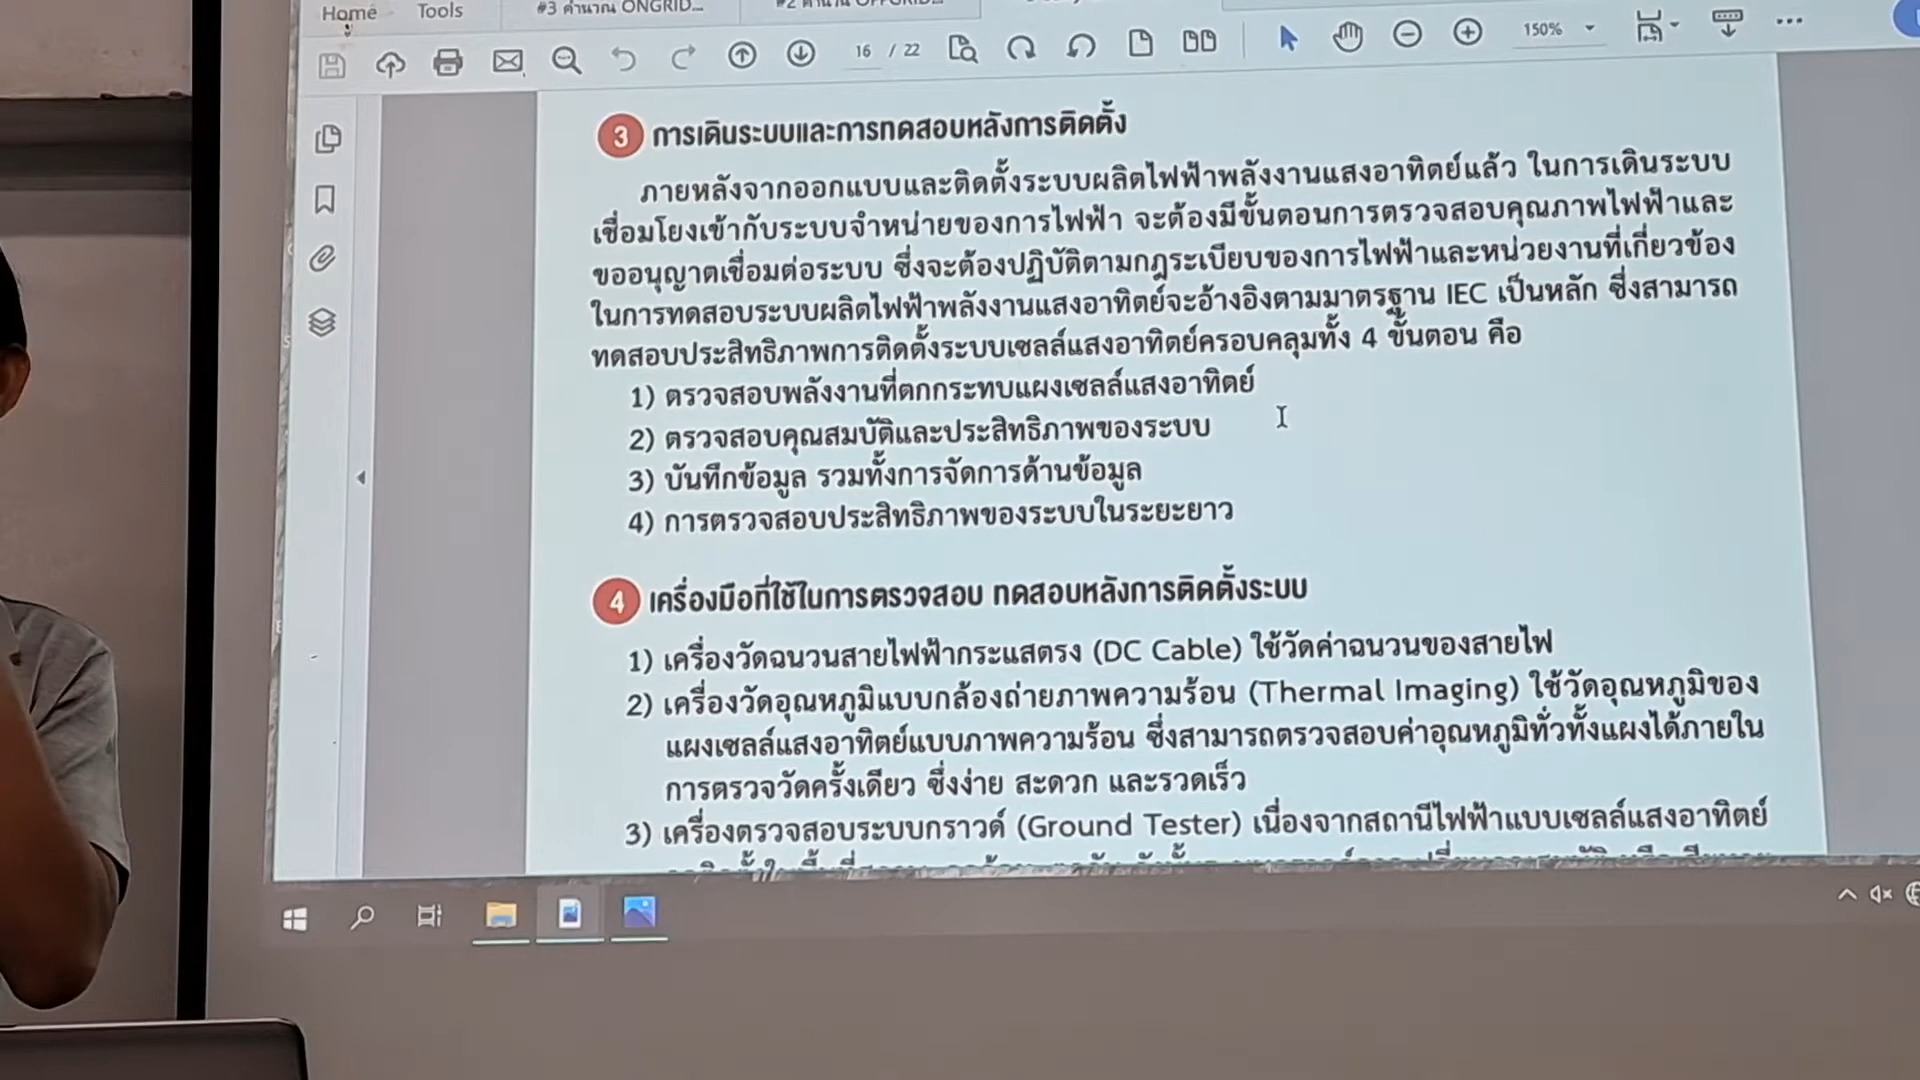 Home Tools #3 คำนวณ ONGRID...
16 / 22 150%
3 การเดินระบบและการทดสอบหลังการติดตั้ง
ภายหลังจากออกแบบและติดตั้งระบบผลิตไฟฟ้าพลังงานแสงอาทิตย์แล้ว ในการเดินระบบ
เชื่อมโยงเข้ากับระบบจำหน่ายของการไฟฟ้า จะต้องมีขั้นตอนการตรวจสอบคุณภาพไฟฟ้าและ
ขออนุญาตเชื่อมต่อระบบ ซึ่งจะต้องปฏิบัติตามกฎระเบียบของการไฟฟ้าและหน่วยงานที่เกี่ยวข้อง
ในการทดสอบระบบผลิตไฟฟ้าพลังงานแสงอาทิตย์จะอ้างอิงตามมาตรฐาน IEC เป็นหลัก ซึ่งสามารถ
ทดสอบประสิทธิภาพการติดตั้งระบบเซลล์แสงอาทิตย์ครอบคลุมทั้ง 4 ขั้นตอน คือ
1) ตรวจสอบพลังงานที่ตกกระทบแผงเซลล์แสงอาทิตย์
2) ตรวจสอบคุณสมบัติและประสิทธิภาพของระบบ
3) บันทึกข้อมูล รวมทั้งการจัดการด้านข้อมูล
4) การตรวจสอบประสิทธิภาพของระบบในระยะยาว
4 เครื่องมือที่ใช้ในการตรวจสอบ ทดสอบหลังการติดตั้งระบบ
1) เครื่องวัดฉนวนสายไฟฟ้ากระแสตรง (DC Cable) ใช้วัดค่าฉนวนของสายไฟ
2) เครื่องวัดอุณหภูมิแบบกล้องถ่ายภาพความร้อน (Thermal Imaging) ใช้วัดอุณหภูมิของ
แผงเซลล์แสงอาทิตย์แบบภาพความร้อน ซึ่งสามารถตรวจสอบค่าอุณหภูมิทั่วทั้งแผงได้ภายใน
การตรวจวัดครั้งเดียว ซึ่งง่าย สะดวก และรวดเร็ว
3) เครื่องตรวจสอบระบบกราวด์ (Ground Tester) เนื่องจากสถานีไฟฟ้าแบบเซลล์แสงอาทิตย์